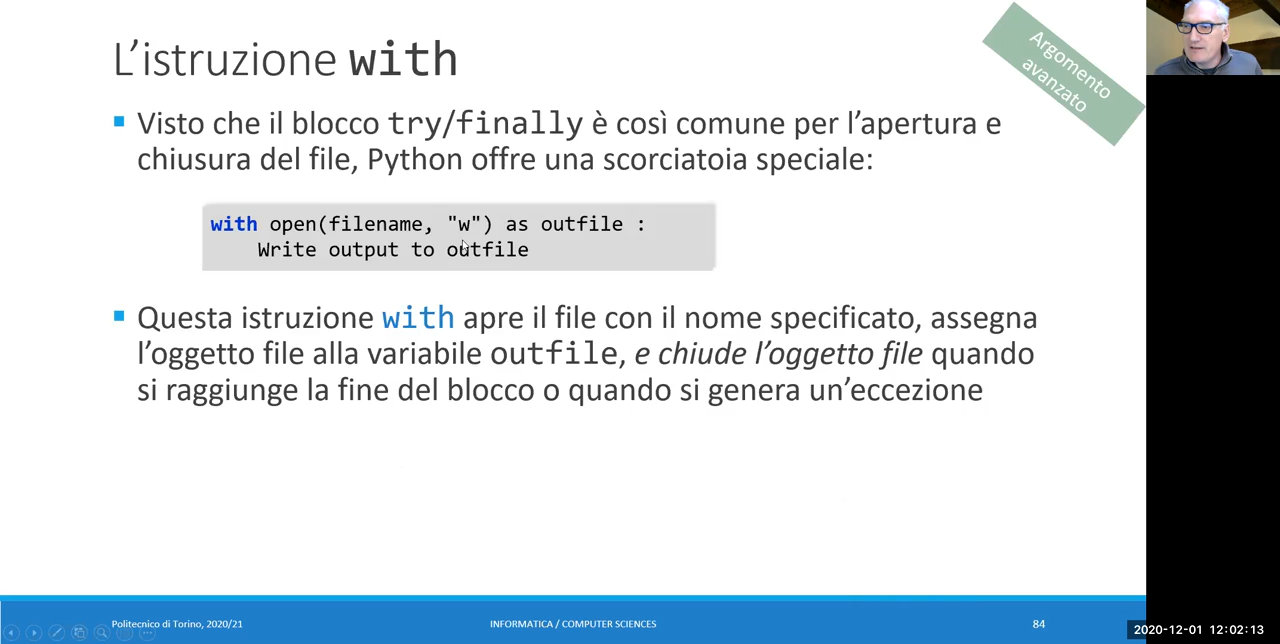 L’istruzione with
Argomento
avanzato
Visto che il blocco try/finally è così comune per l’apertura e
chiusura del file, Python offre una scorciatoia speciale:
with open(filename, "w") as outfile :
Write output to outfile
Questa istruzione with apre il file con il nome specificato, assegna
l’oggetto file alla variabile outfile, e chiude l’oggetto file quando
si raggiunge la fine del blocco o quando si genera un’eccezione
Politecnico di Torino, 2020/21
INFORMATICA / COMPUTER SCIENCES
84
2020-12-01 12:02:13